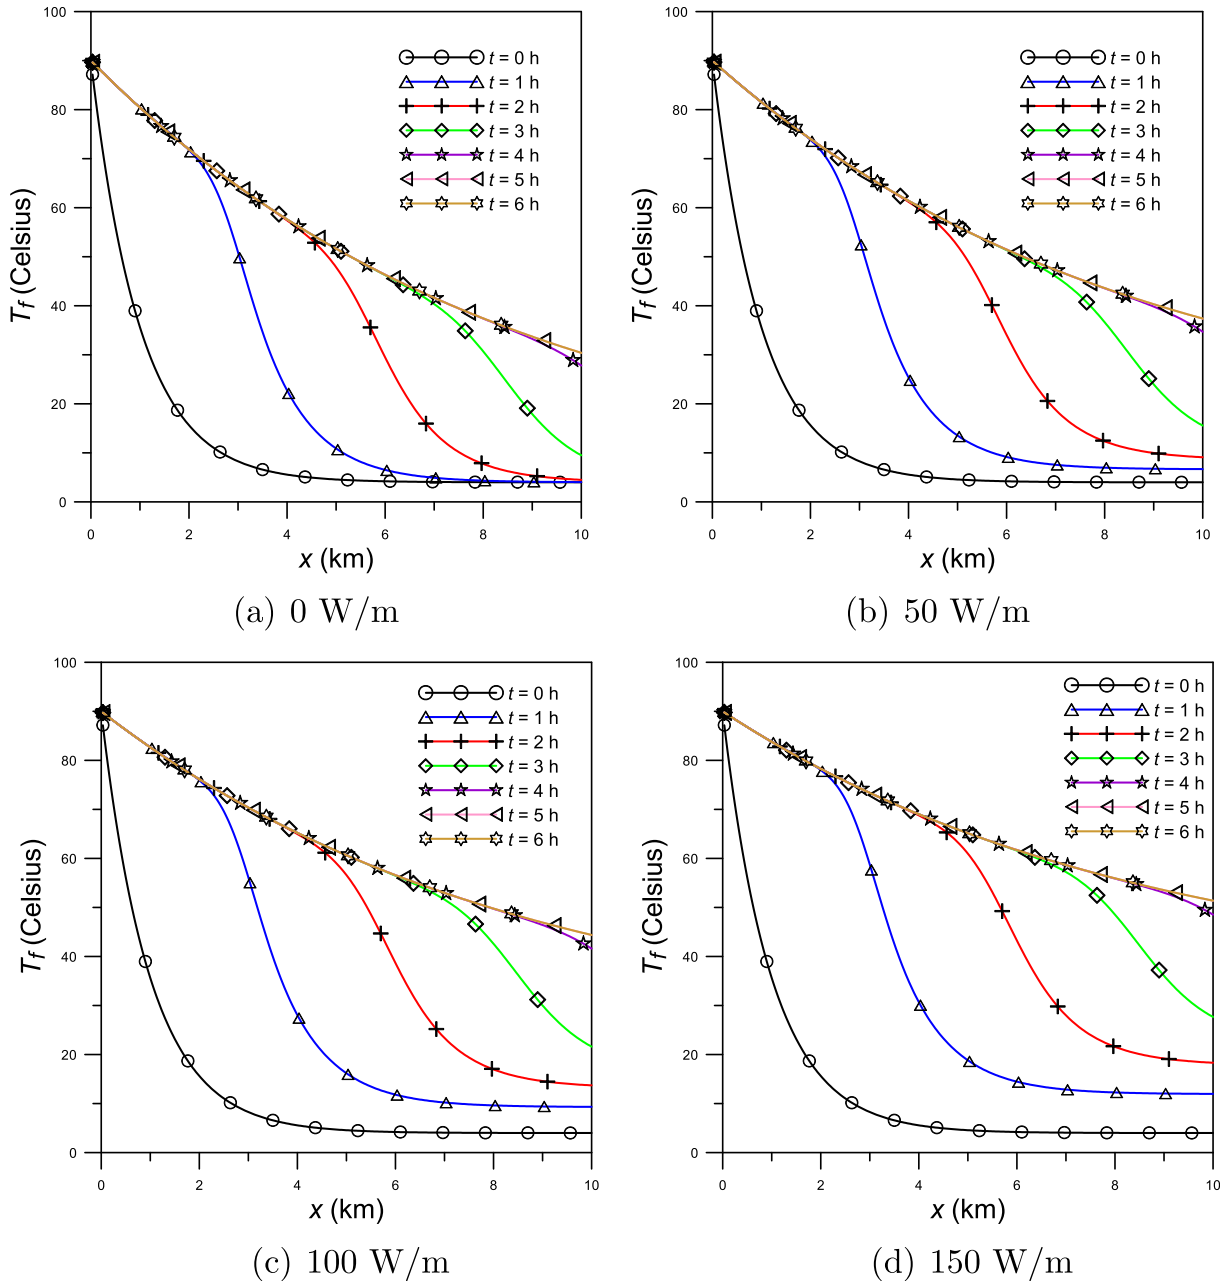 100
80
60
40
20
0
T_f (Celsius)
t = 0 h
t = 1 h
t = 2 h
t = 3 h
t = 4 h
t = 5 h
t = 6 h
0 2 4 6 8 10
x (km)
(a) 0 W/m
100
80
60
40
20
0
T_f (Celsius)
t = 0 h
t = 1 h
t = 2 h
t = 3 h
t = 4 h
t = 5 h
t = 6 h
0 2 4 6 8 10
x (km)
(b) 50 W/m
100
80
60
40
20
0
T_f (Celsius)
t = 0 h
t = 1 h
t = 2 h
t = 3 h
t = 4 h
t = 5 h
t = 6 h
0 2 4 6 8 10
x (km)
(c) 100 W/m
100
80
60
40
20
0
T_f (Celsius)
t = 0 h
t = 1 h
t = 2 h
t = 3 h
t = 4 h
t = 5 h
t = 6 h
0 2 4 6 8 10
x (km)
(d) 150 W/m